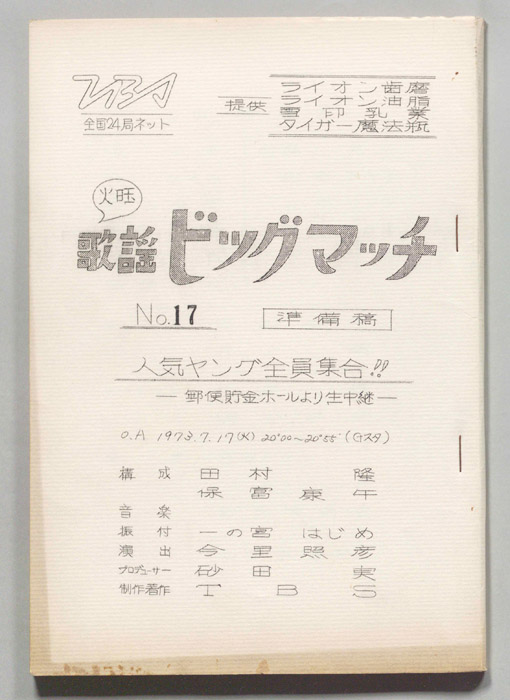 TBS
全国24局ネット
提供
ライオン歯磨
ライオン油脂
雪印乳業
タイガー魔法瓶
火旺
歌謡ビッグマッチ
No.17
準備稿
人気ヤング全員集合!!
―郵便貯金ホールより生中継―
O.A 1973.7.17(火) 20°00~20°55'(Gスタ)
構成 田村 隆
保富康午
音楽
振付 一の宮はじめ
演出 今里照彦
プロデューサー 砂田 実
制作著作 TBS